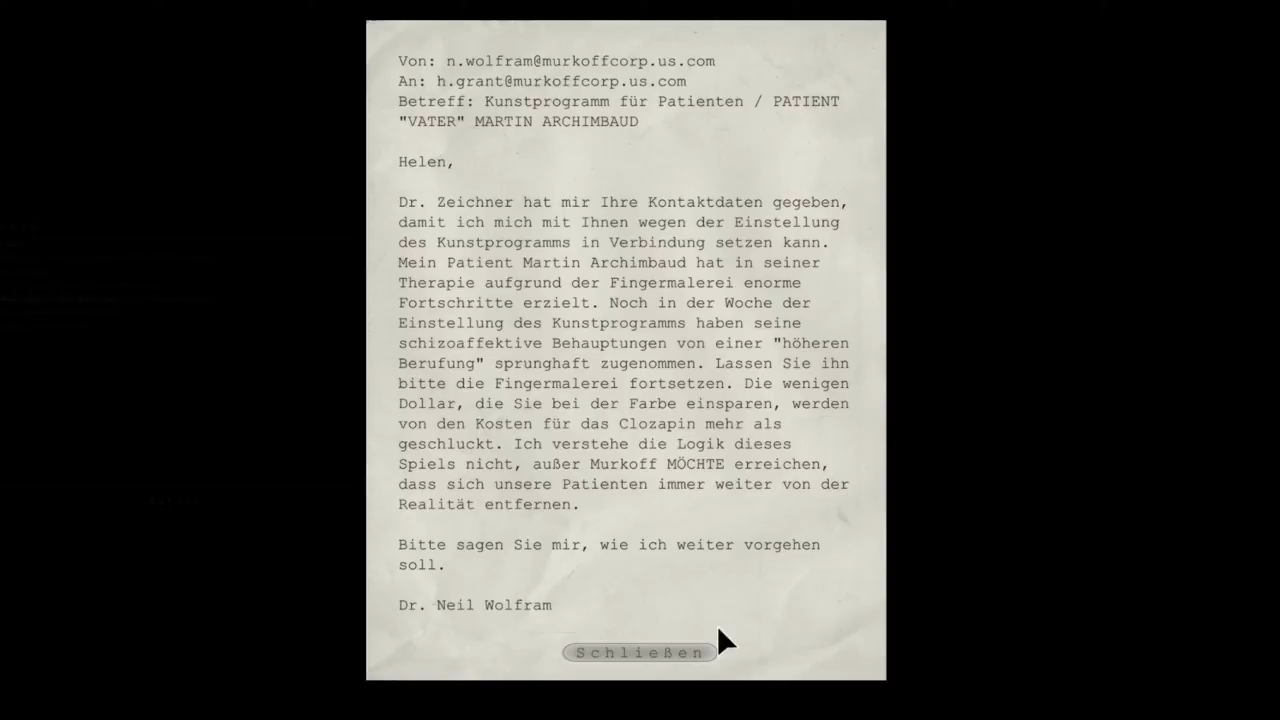 Von: n.wolfram@murkoffcorp.us.com
An: h.grant@murkoffcorp.us.com
Betreff: Kunstprogramm für Patienten / PATIENT
"VATER" MARTIN ARCHIMBAUD
Helen,
Dr. Zeichner hat mir Ihre Kontaktdaten gegeben,
damit ich mich mit Ihnen wegen der Einstellung
des Kunstprogramms in Verbindung setzen kann.
Mein Patient Martin Archimbaud hat in seiner
Therapie aufgrund der Fingermalerei enorme
Fortschritte erzielt. Noch in der Woche der
Einstellung des Kunstprogramms haben seine
schizoaffektive Behauptungen von einer "höheren
Berufung" sprunghaft zugenommen. Lassen Sie ihn
bitte die Fingermalerei fortsetzen. Die wenigen
Dollar, die Sie bei der Farbe einsparen, werden
von den Kosten für das Clozapin mehr als
geschluckt. Ich verstehe die Logik dieses
Spiels nicht, außer Murkoff MÖCHTE erreichen,
dass sich unsere Patienten immer weiter von der
Realität entfernen.
Bitte sagen Sie mir, wie ich weiter vorgehen
soll.
Dr. Neil Wolfram
Schließen